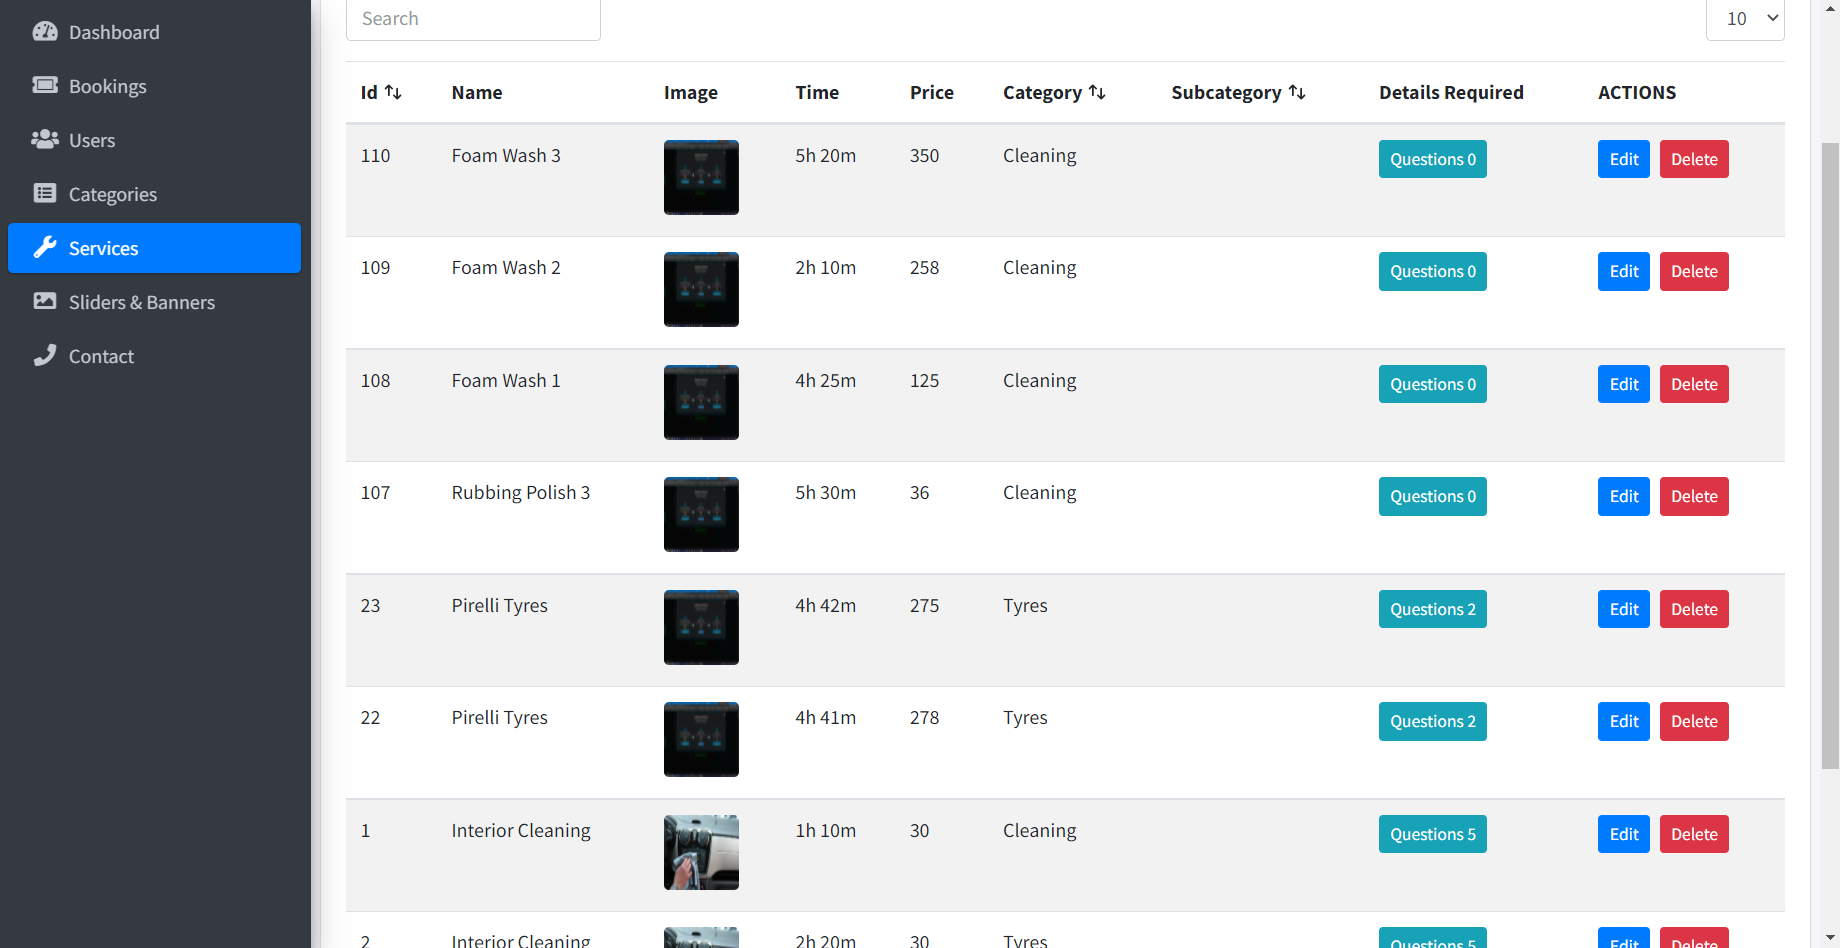 Dashboard
Bookings
Users
Categories
Services
Sliders & Banners
Contact
Search
10
Id Name Image Time Price Category Subcategory Details Required ACTIONS
110 Foam Wash 3 5h 20m 350 Cleaning Questions 0 Edit Delete
109 Foam Wash 2 2h 10m 258 Cleaning Questions 0 Edit Delete
108 Foam Wash 1 4h 25m 125 Cleaning Questions 0 Edit Delete
107 Rubbing Polish 3 5h 30m 36 Cleaning Questions 0 Edit Delete
23 Pirelli Tyres 4h 42m 275 Tyres Questions 2 Edit Delete
22 Pirelli Tyres 4h 41m 278 Tyres Questions 2 Edit Delete
1 Interior Cleaning 1h 10m 30 Cleaning Questions 5 Edit Delete
2 Interior Cleaning 2h 20m 30 Tyres Questions 5 Edit Delete